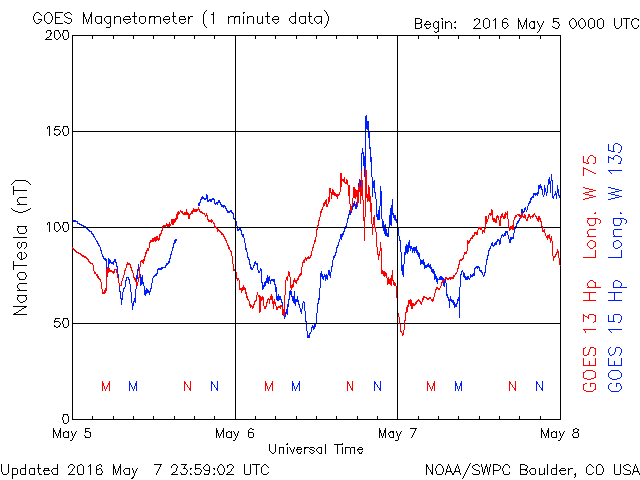 GOES Magnetometer (1 minute data)
Begin: 2016 May 5 0000 UTC
200
150
100
50
0
NanoTesla (nT)
M M N N M M N N M M N N
May 5 May 6 May 7 May 8
Universal Time
GOES 13 Hp Long. W 75
GOES 15 Hp Long. W 135
Updated 2016 May 7 23:59:02 UTC
NOAA/SWPC Boulder, CO USA